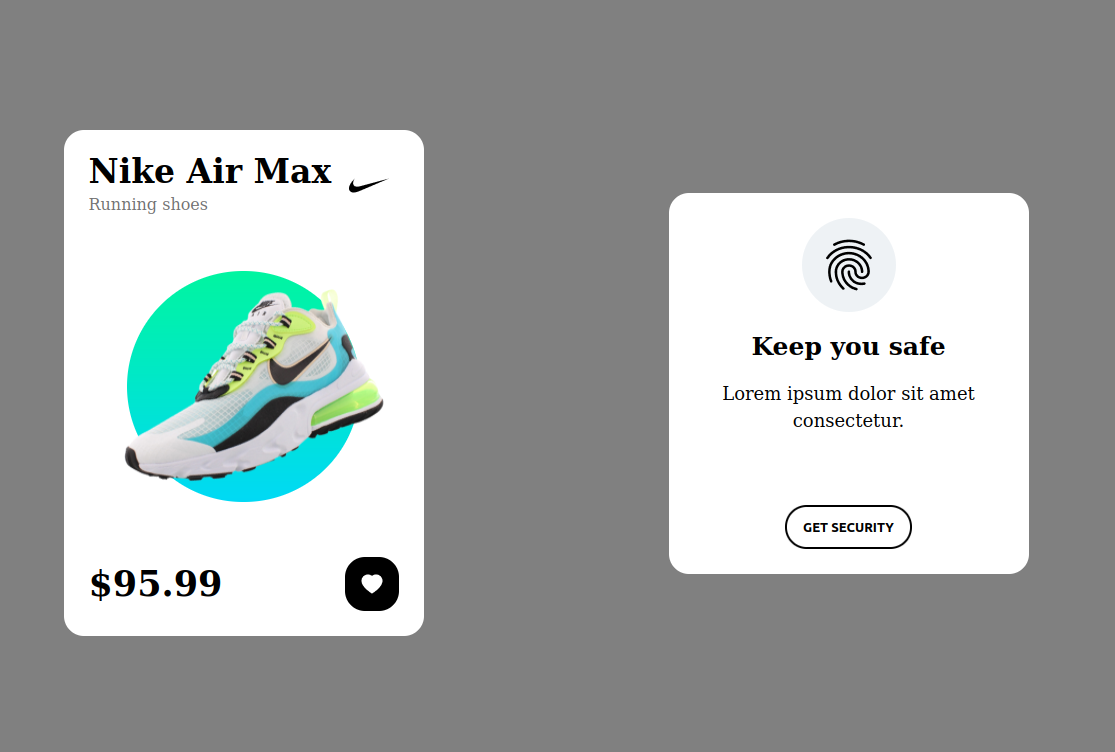 Nike Air Max
Running shoes
$95.99
Keep you safe
Lorem ipsum dolor sit amet
consectetur.
GET SECURITY